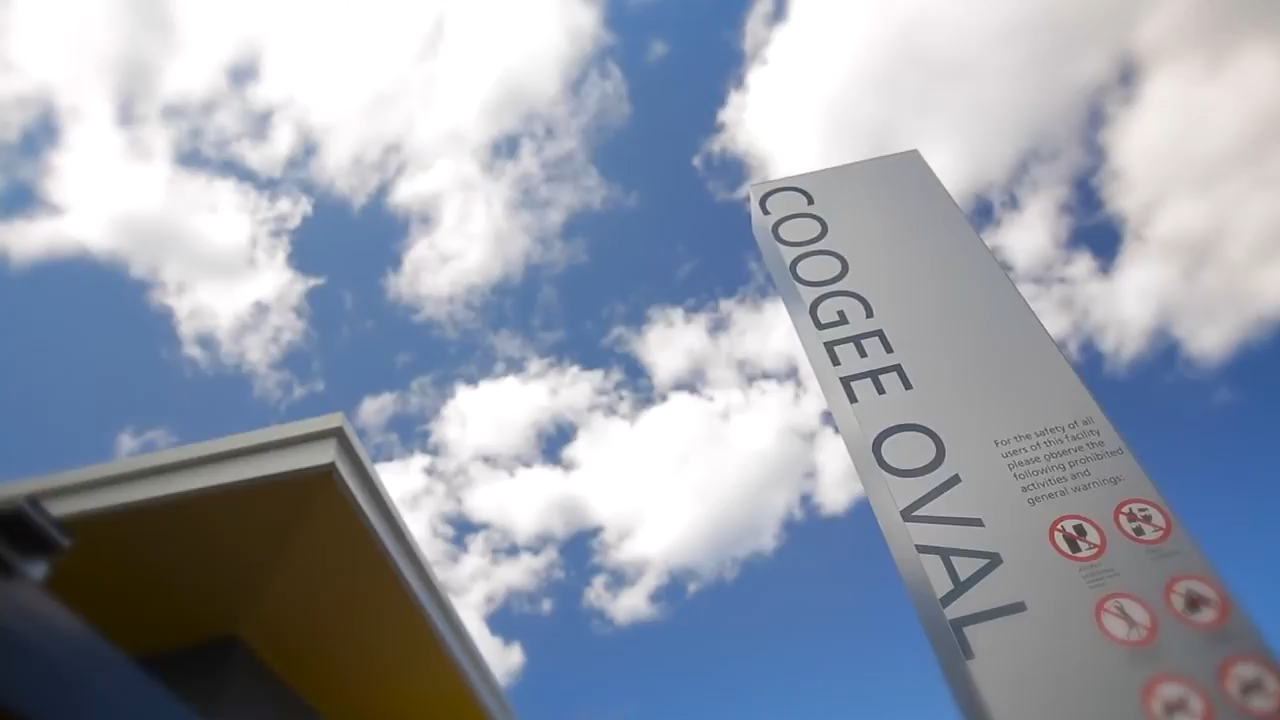 COOGEE OVAL
For the safety of all
users of this facility
please observe the
following prohibited
activities and
general warnings: